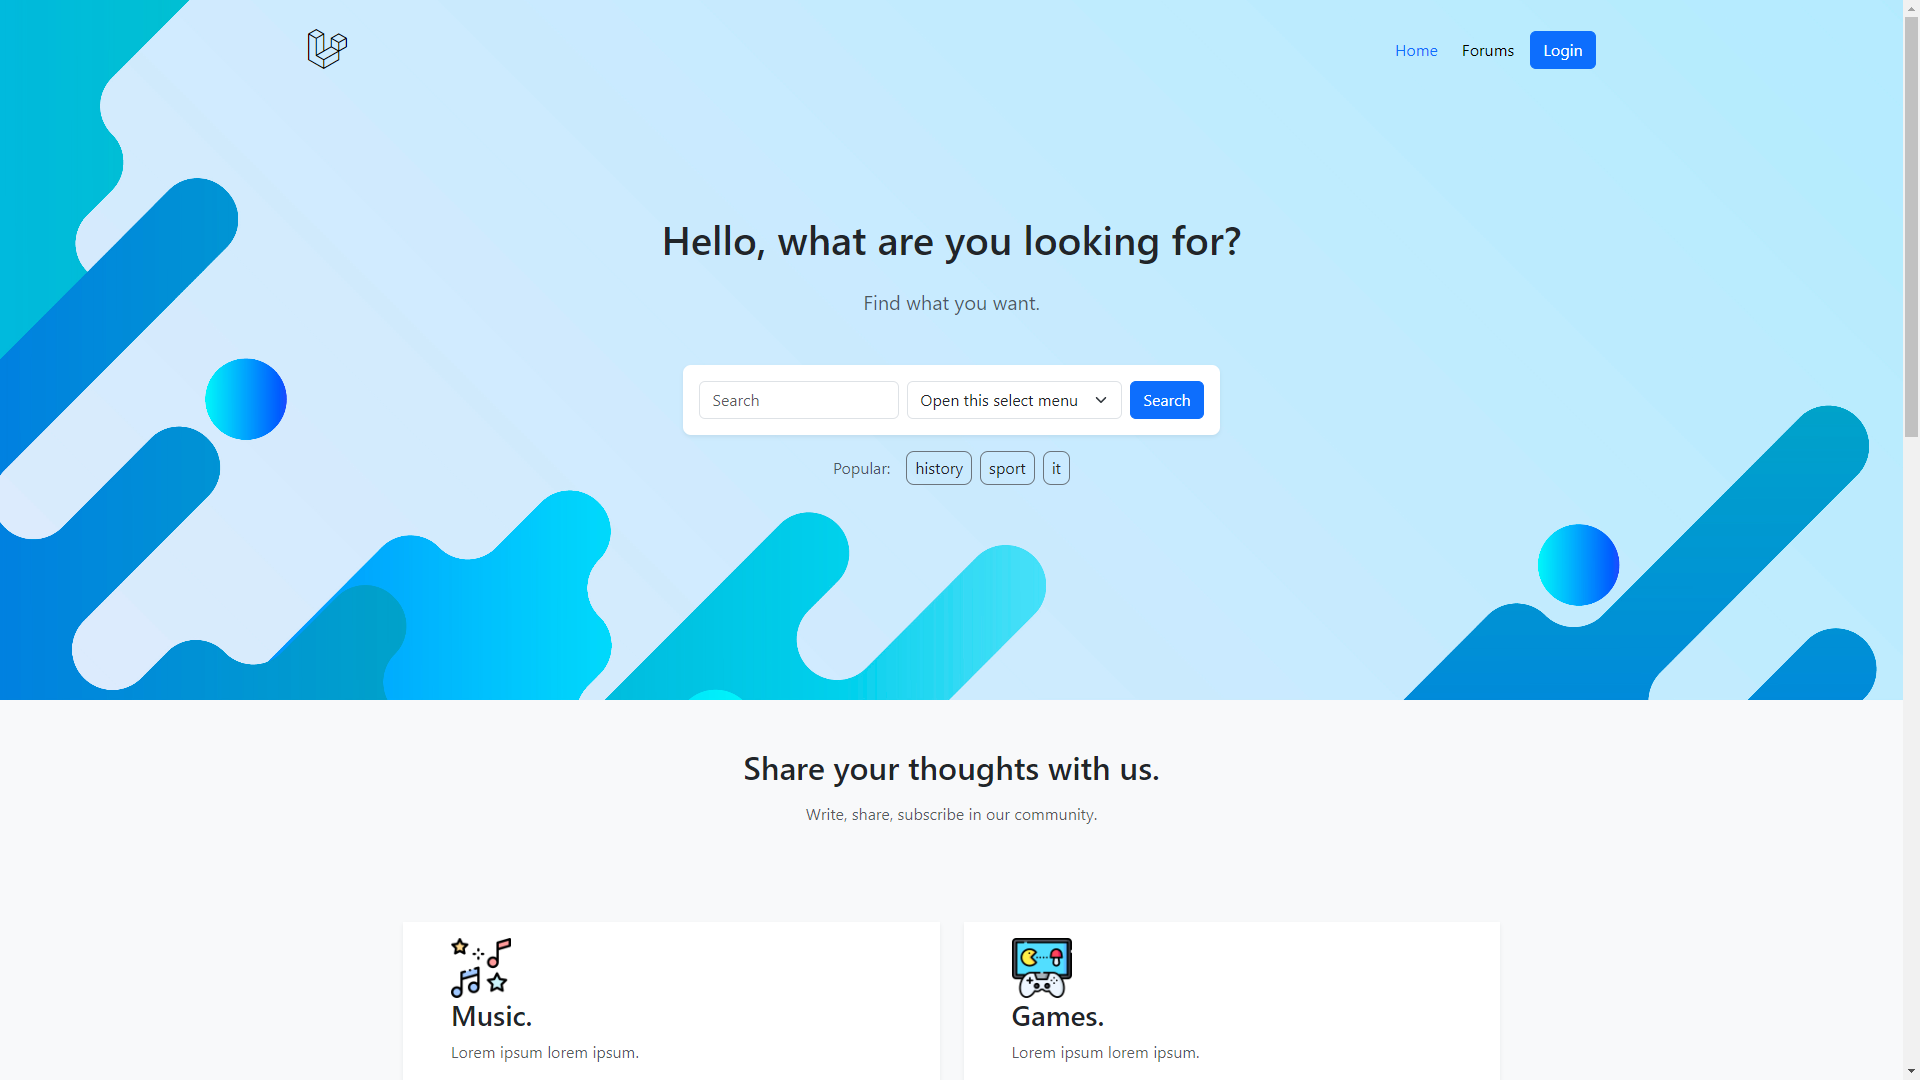 Home Forums Login
Hello, what are you looking for?
Find what you want.
Search Open this select menu Search
Popular: history sport it
Share your thoughts with us.
Write, share, subscribe in our community.
Music.
Lorem ipsum lorem ipsum.
Games.
Lorem ipsum lorem ipsum.